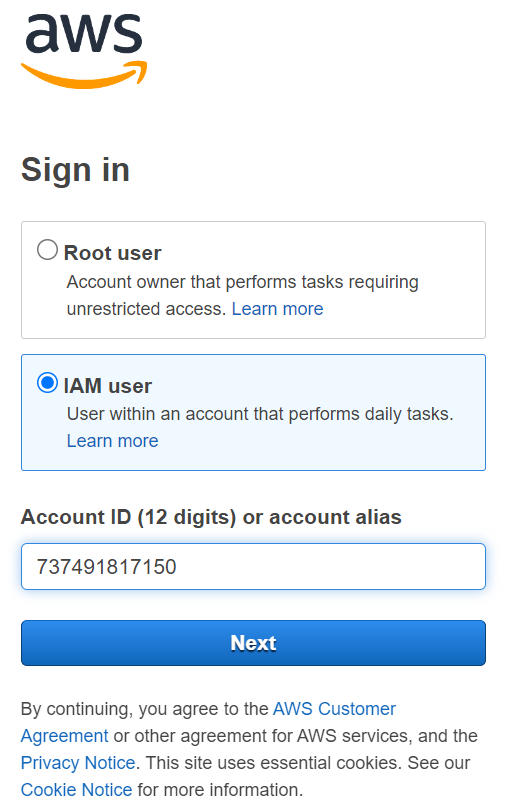 aws
Sign in
Root user
Account owner that performs tasks requiring
unrestricted access. Learn more
IAM user
User within an account that performs daily tasks.
Learn more
Account ID (12 digits) or account alias
737491817150
Next
By continuing, you agree to the AWS Customer
Agreement or other agreement for AWS services, and the
Privacy Notice. This site uses essential cookies. See our
Cookie Notice for more information.